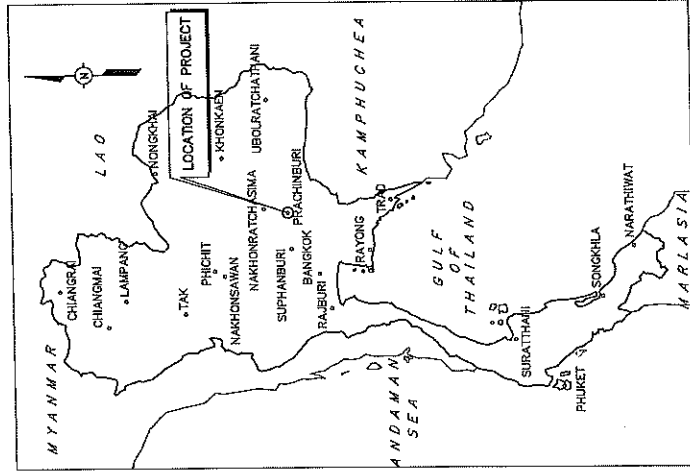 MYANMAR
LAO
N
CHIANGRAI
CHIANGMAI
LAMPANG
NONGKHAI
LOCATION OF PROJECT
TAK
PHICHIT
KHONKAEN
NAKHONSAWAN
NAKHONRATCHASIMA
UBOLRATCHATHANI
SUPHANBURI
PRACHINBURI
BANGKOK
RAJBURI
RAYONG
TRAD
KAMPHUCHEA
ANDAMAN
SEA
GULF
OF
THAILAND
SURATTHANI
PHUKET
SONGKHLA
NARATHIWAT
MARLASIA